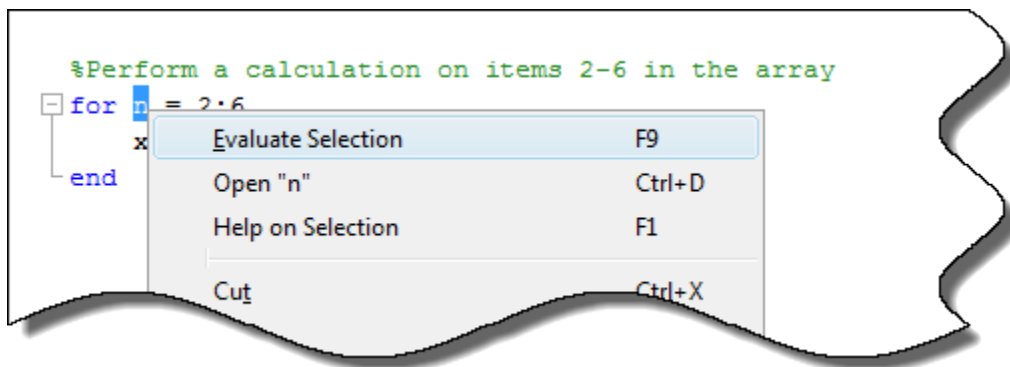 %Perform a calculation on items 2-6 in the array
for n = 2:6
x
end
Evaluate Selection F9
Open "n" Ctrl+D
Help on Selection F1
Cut Ctrl+X